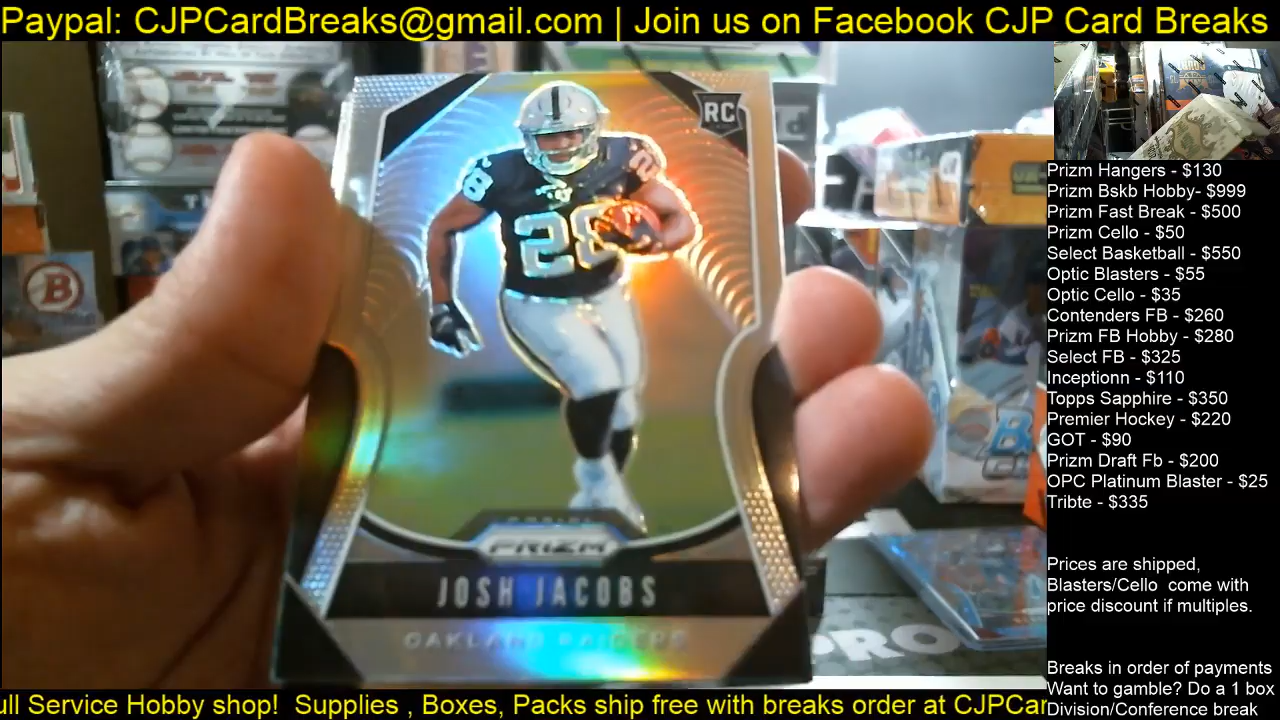 Paypal: CJPCardBreaks@gmail.com | Join us on Facebook CJP Card Breaks
RC
28
28
28
PRIZM
JOSH JACOBS
OAKLAND RAIDERS
B
PRO
Prizm Hangers - $130
Prizm Bskb Hobby- $999
Prizm Fast Break - $500
Prizm Cello - $50
Select Basketball - $550
Optic Blasters - $55
Optic Cello - $35
Contenders FB - $260
Prizm FB Hobby - $280
Select FB - $325
Inceptionn - $110
Topps Sapphire - $350
Premier Hockey - $220
GOT - $90
Prizm Draft Fb - $200
OPC Platinum Blaster - $25
Tribte - $335
Prices are shipped,
Blasters/Cello come with
price discount if multiples.
Breaks in order of payments
Want to gamble? Do a 1 box
Division/Conference break
ull Service Hobby shop! Supplies , Boxes, Packs ship free with breaks order at CJPCar